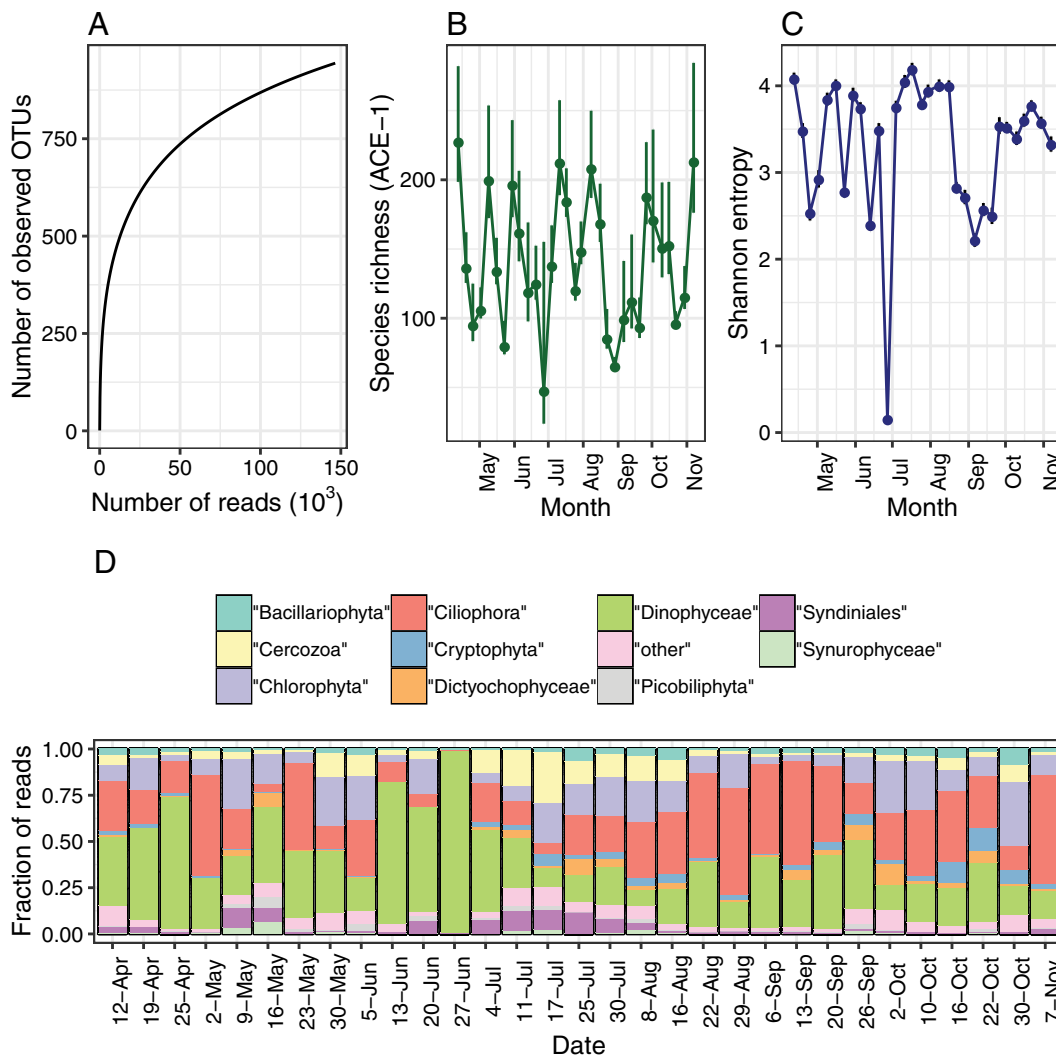 A
Number of observed OTUs
750
500
250
0
0
50
100
150
Number of reads (10³)
B
Species richness (ACE−1)
200
100
May
Jun
Jul
Aug
Sep
Oct
Nov
Month
C
Shannon entropy
4
3
2
1
0
May
Jun
Jul
Aug
Sep
Oct
Nov
Month
D
"Bacillariophyta"
"Ciliophora"
"Dinophyceae"
"Syndiniales"
"Cercozoa"
"Cryptophyta"
"other"
"Synurophyceae"
"Chlorophyta"
"Dictyochophyceae"
"Picobiliphyta"
Fraction of reads
1.00
0.75
0.50
0.25
0.00
12−Apr
19−Apr
25−Apr
2−May
9−May
16−May
23−May
30−May
5−Jun
13−Jun
20−Jun
27−Jun
4−Jul
11−Jul
17−Jul
25−Jul
30−Jul
8−Aug
16−Aug
22−Aug
29−Aug
6−Sep
13−Sep
20−Sep
26−Sep
2−Oct
10−Oct
16−Oct
22−Oct
30−Oct
7−Nov
Date